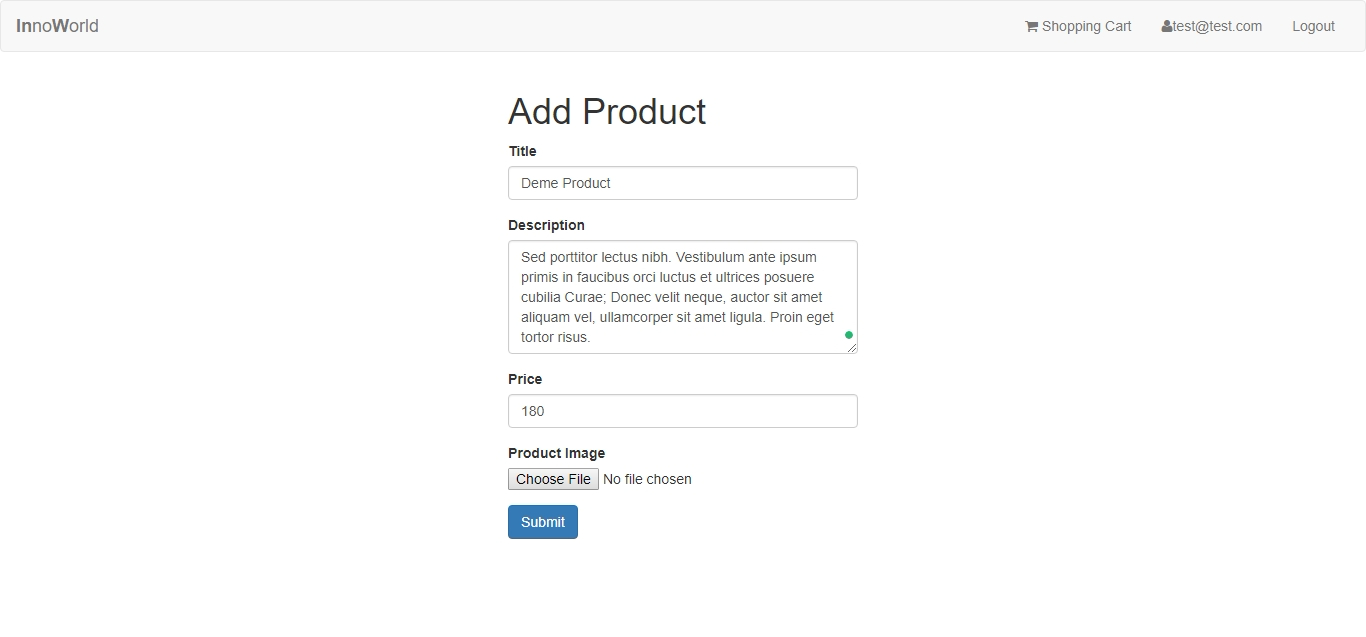 InnoWorld
Shopping Cart
test@test.com
Logout
Add Product
Title
Deme Product
Description
Sed porttitor lectus nibh. Vestibulum ante ipsum
primis in faucibus orci luctus et ultrices posuere
cubilia Curae; Donec velit neque, auctor sit amet
aliquam vel, ullamcorper sit amet ligula. Proin eget
tortor risus.
Price
180
Product Image
Choose File No file chosen
Submit